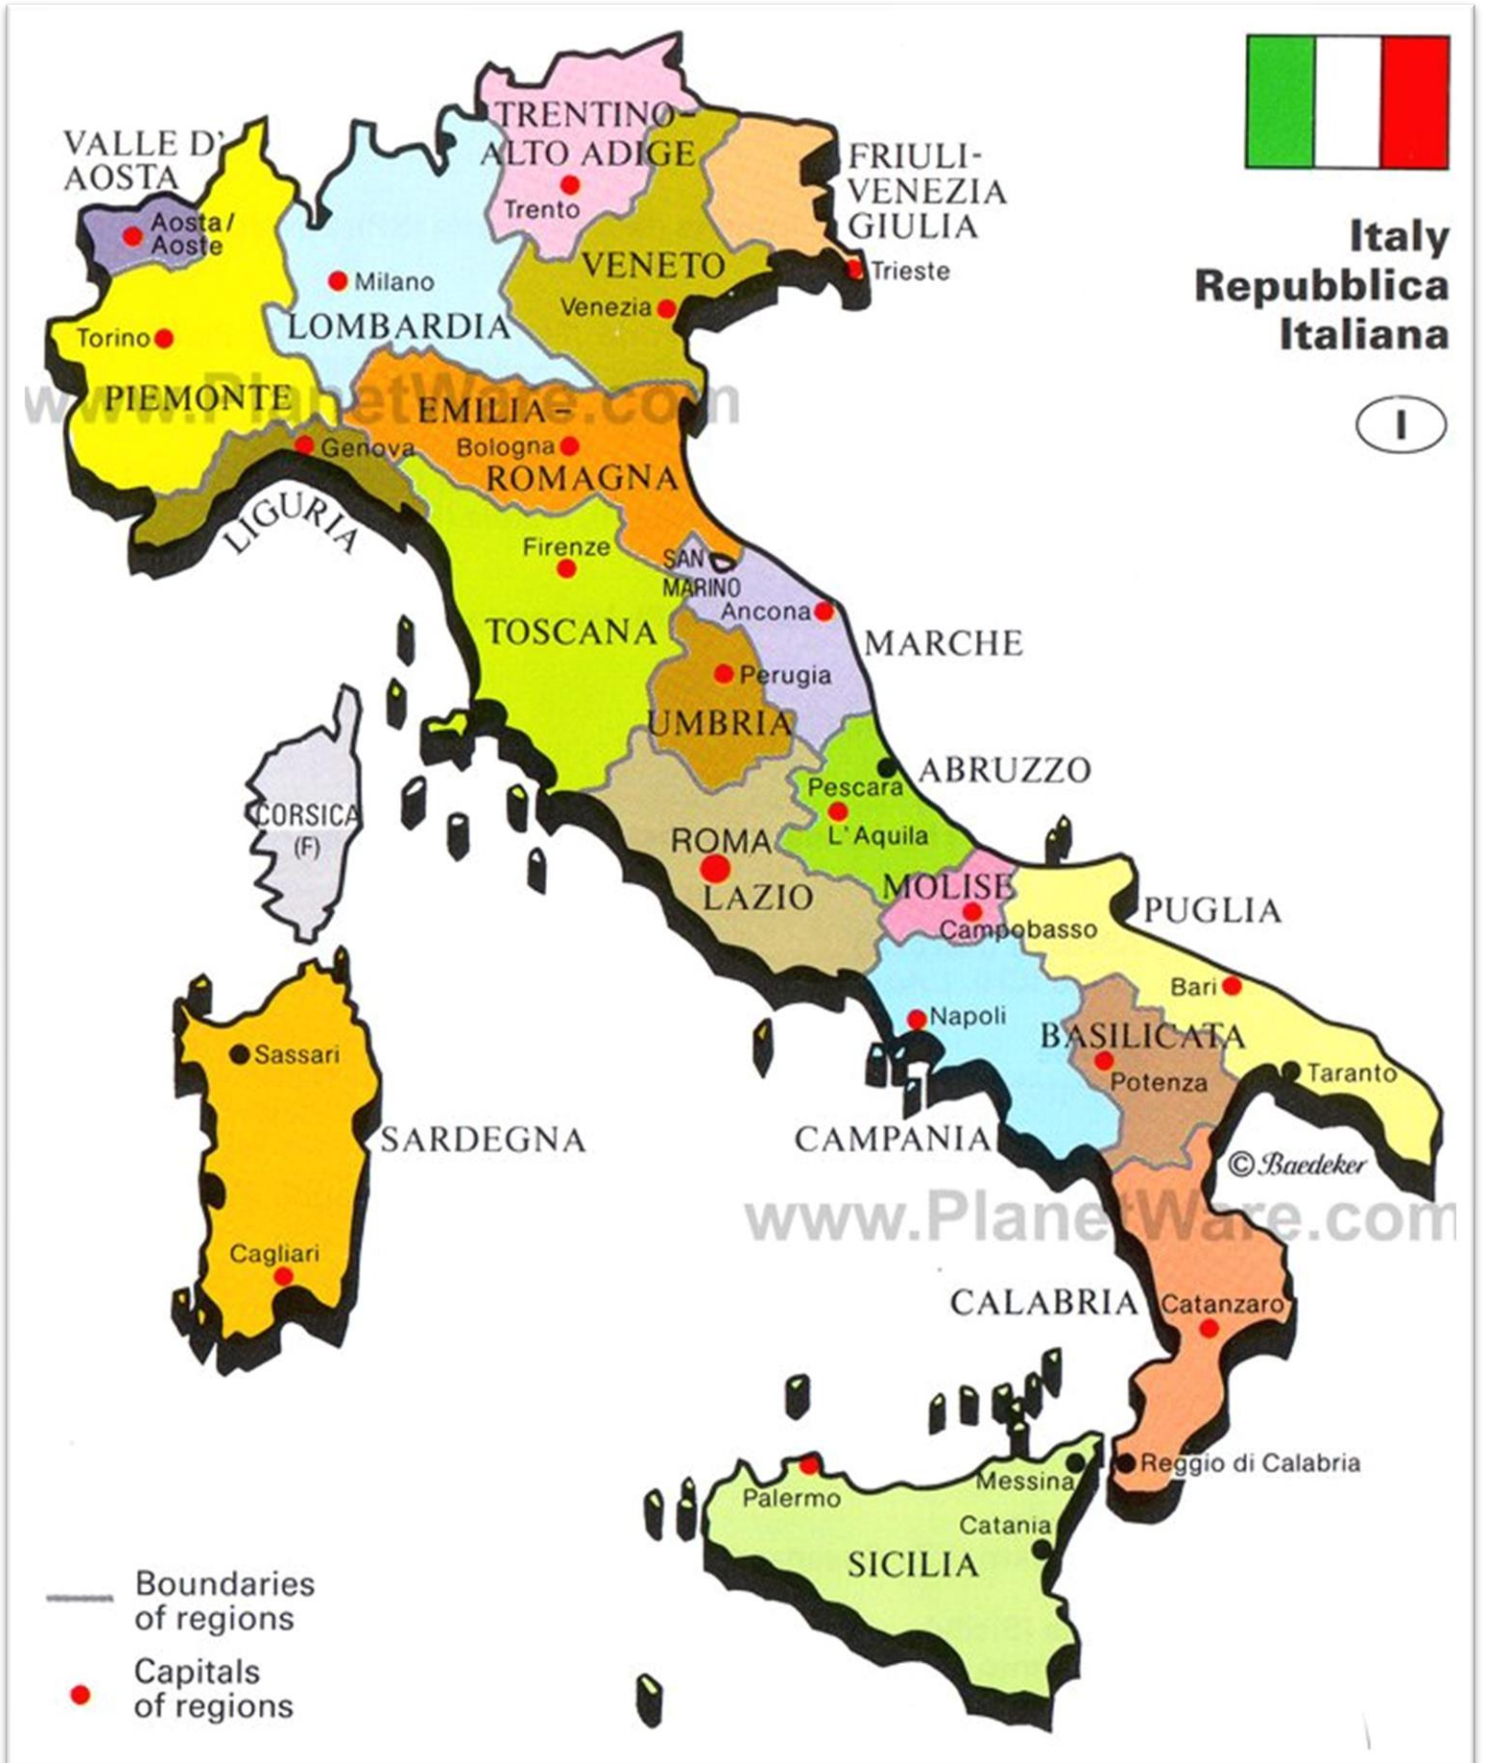 TRENTINO-
ALTO ADIGE
Trento
VALLE D'
AOSTA
Aosta/
Aoste
FRIULI-
VENEZIA
GIULIA
Trieste
Italy
Repubblica
Italiana
I
VENETO
Venezia
Milano
LOMBARDIA
Torino
PIEMONTE
www.PlanetWare.com
EMILIA-
Bologna
ROMAGNA
Genova
LIGURIA
Firenze
TOSCANA
SAN
MARINO
Ancona
MARCHE
Perugia
UMBRIA
ABRUZZO
Pescara
L'Aquila
CORSICA
(F)
ROMA
LAZIO
MOLISE
Campobasso
PUGLIA
Bari
Napoli
BASILICATA
Potenza
Taranto
Sassari
SARDEGNA
CAMPANIA
© Baedeker
www.PlanetWare.com
Cagliari
CALABRIA
Catanzaro
Reggio di Calabria
Messina
Palermo
Catania
SICILIA
Boundaries
of regions
Capitals
of regions